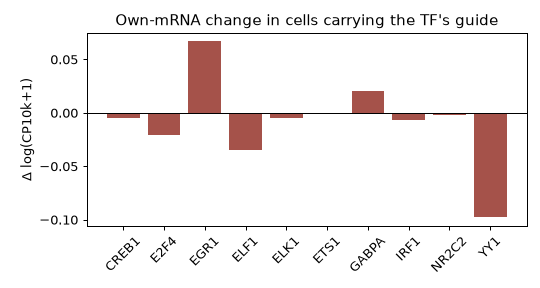 Own-mRNA change in cells carrying the TF's guide
Δ log(CP10k+1)
0.05
0.00
−0.05
−0.10
CREB1
E2F4
EGR1
ELF1
ELK1
ETS1
GABPA
IRF1
NR2C2
YY1